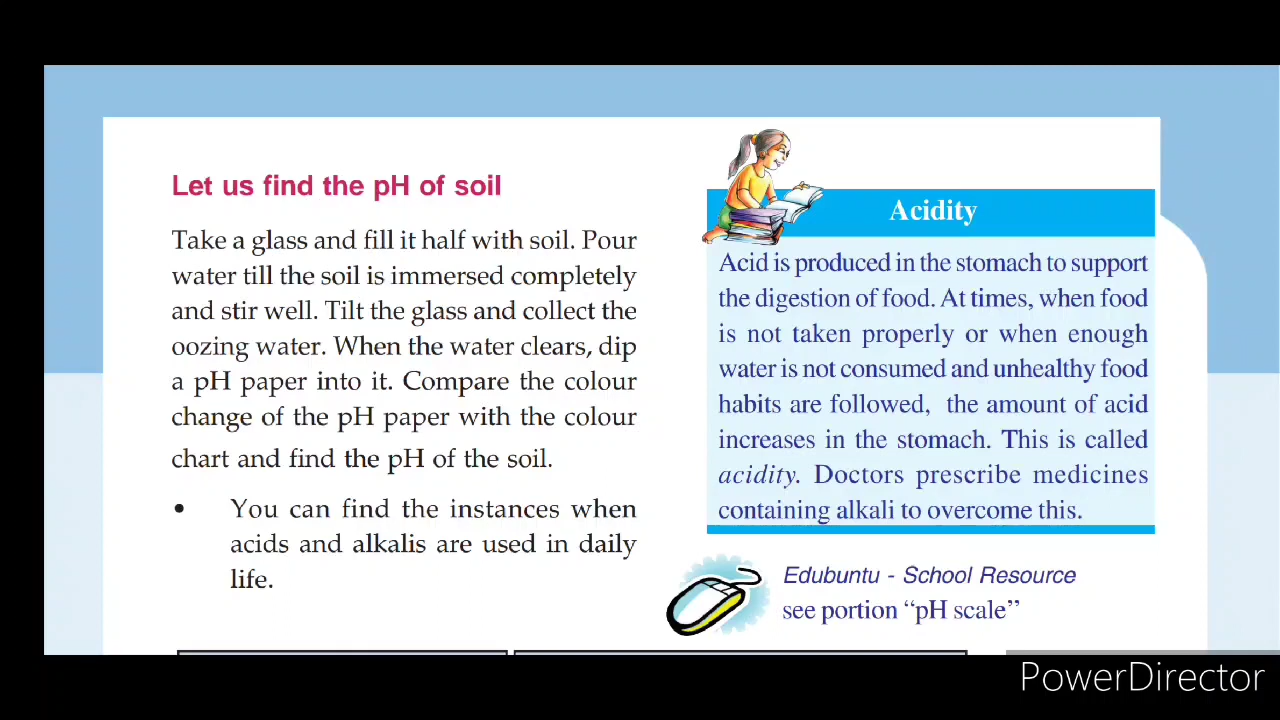 Let us find the pH of soil
Take a glass and fill it half with soil. Pour
water till the soil is immersed completely
and stir well. Tilt the glass and collect the
oozing water. When the water clears, dip
a pH paper into it. Compare the colour
change of the pH paper with the colour
chart and find the pH of the soil.
• You can find the instances when
acids and alkalis are used in daily
life.
Acidity
Acid is produced in the stomach to support
the digestion of food. At times, when food
is not taken properly or when enough
water is not consumed and unhealthy food
habits are followed, the amount of acid
increases in the stomach. This is called
acidity. Doctors prescribe medicines
containing alkali to overcome this.
Edubuntu - School Resource
see portion “pH scale”
PowerDirector